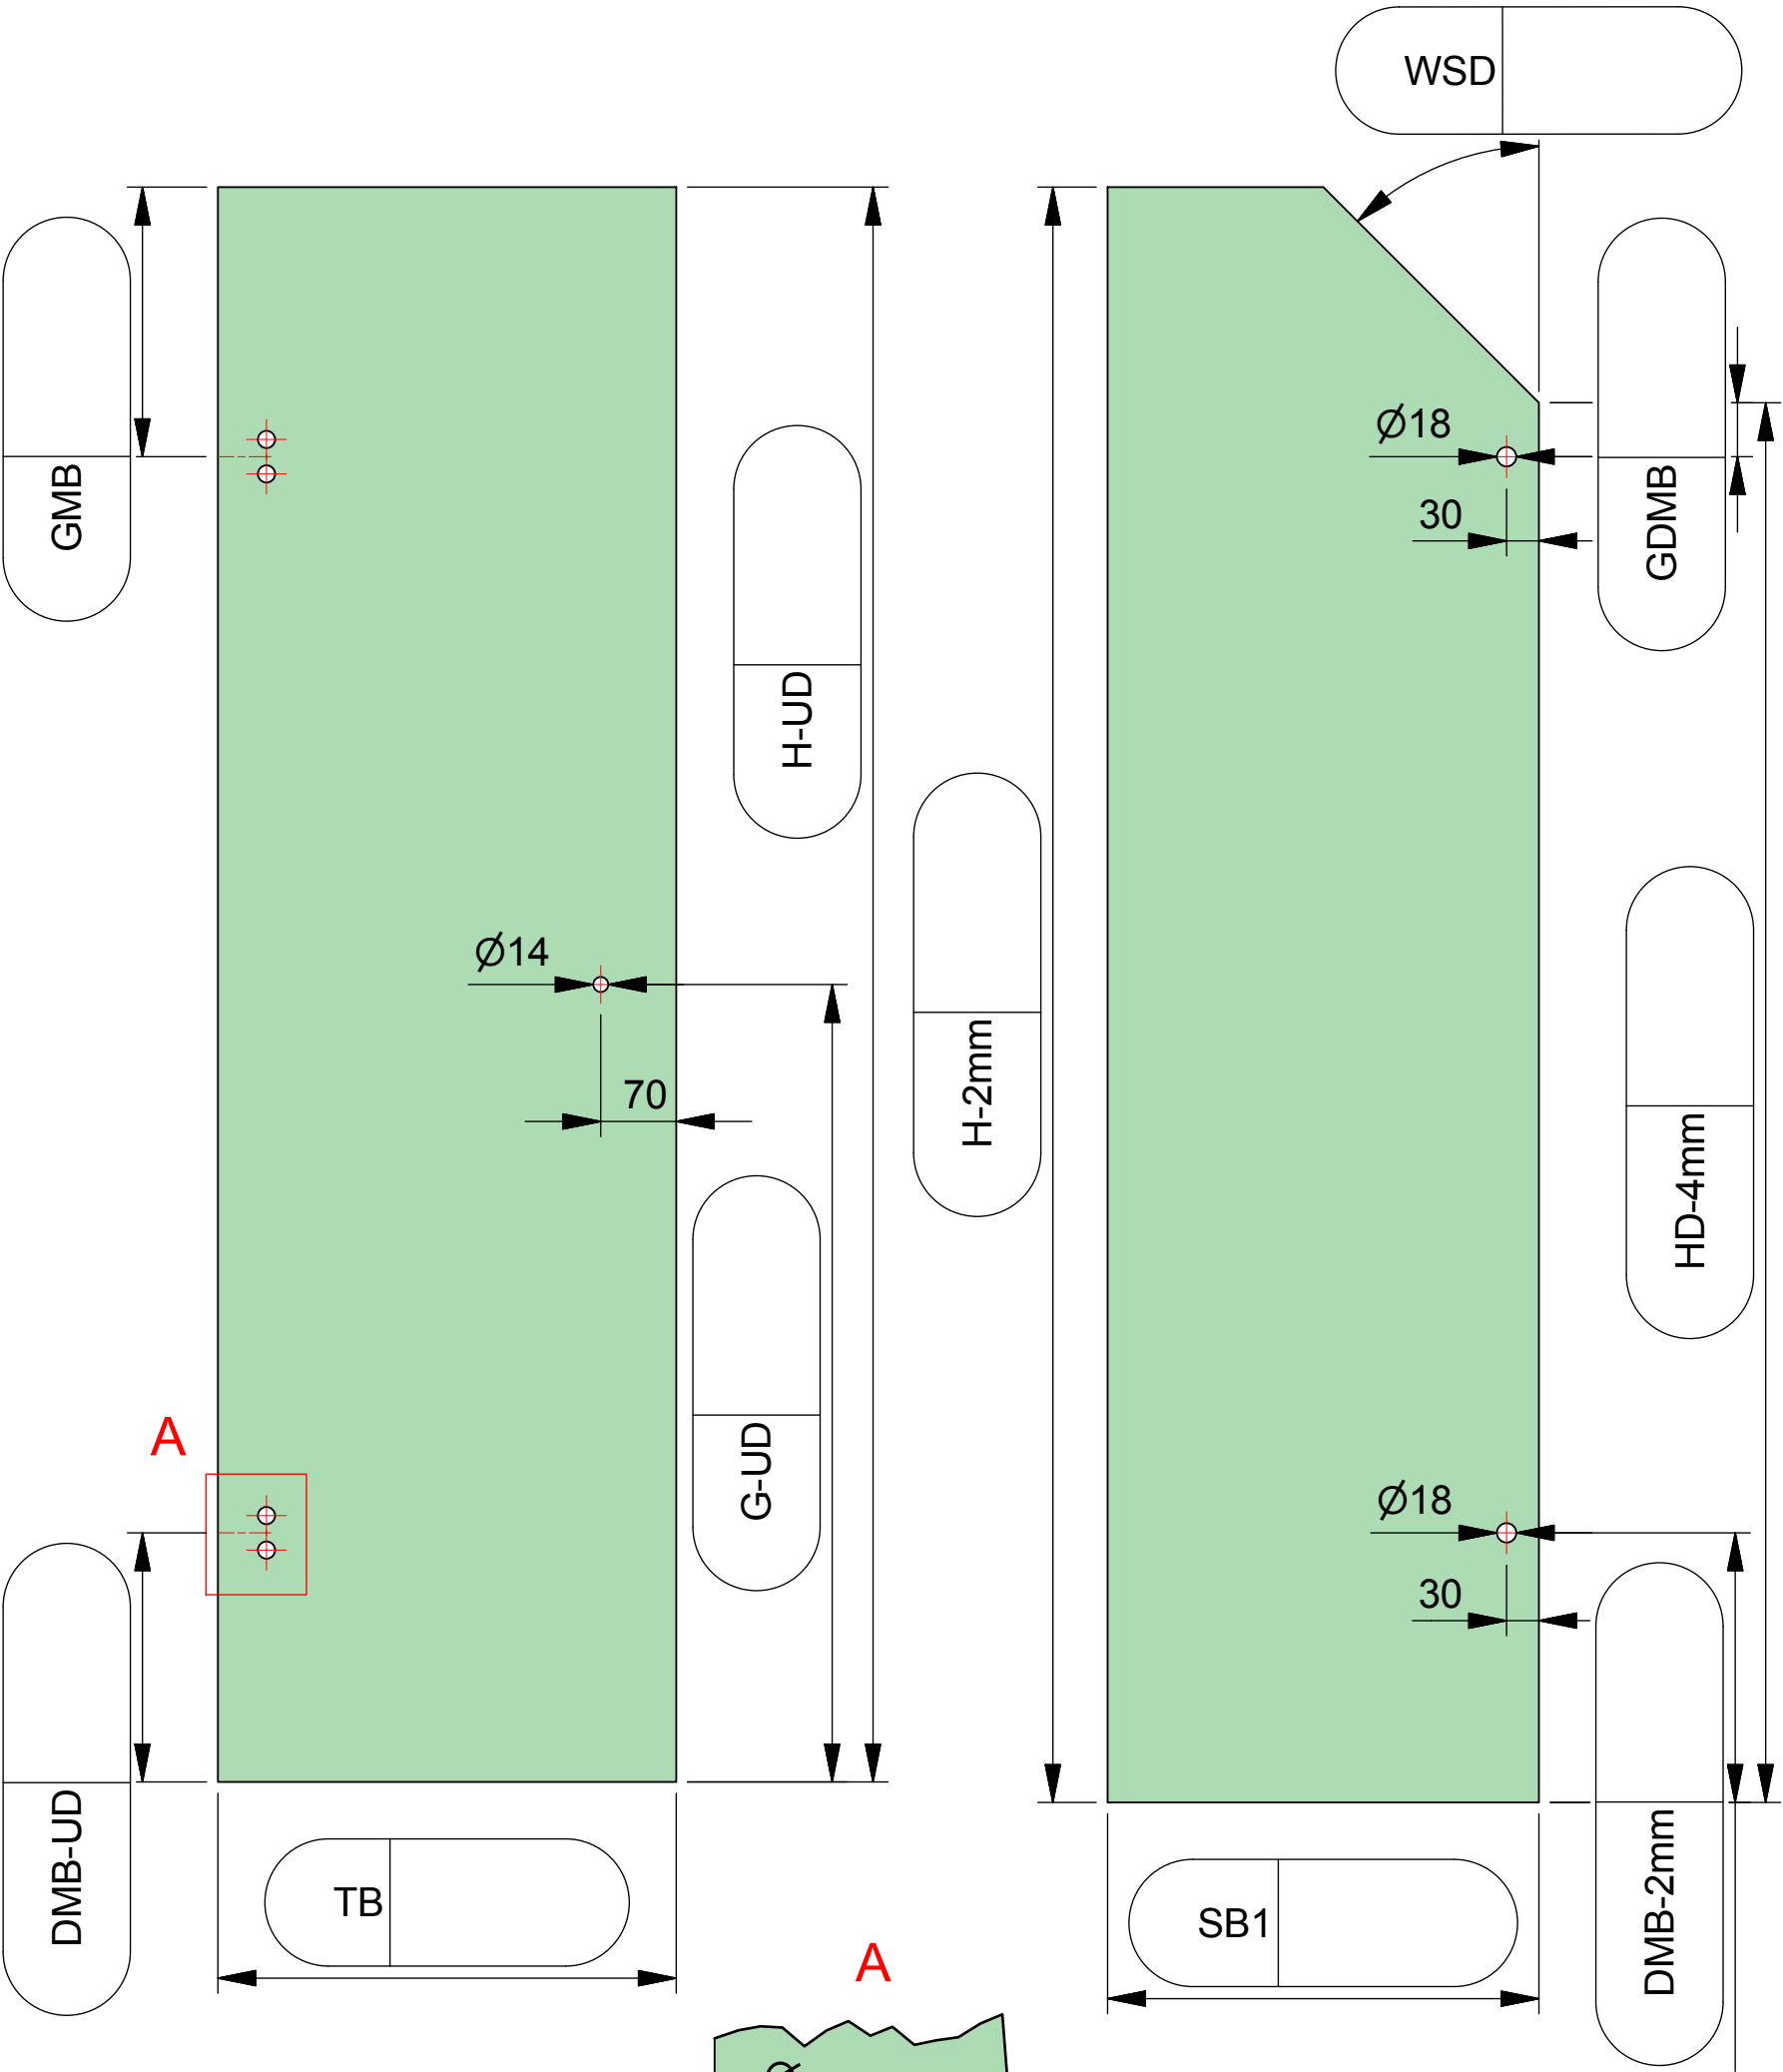 WSD
GMB
Ø18
30
GDMB
H-UD
Ø14
70
H-2mm
HD-4mm
G-UD
A
Ø18
30
DMB-UD
TB
SB1
DMB-2mm
A